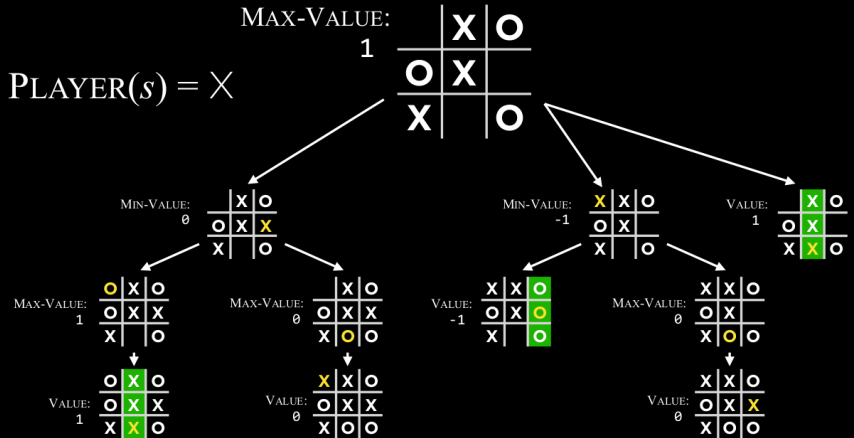 MAX-VALUE:
1
X O
O X
X O
PLAYER(s) = X
MIN-VALUE:
0
X O
O X X
X O
MIN-VALUE:
-1
X X O
O X
X O
VALUE:
1
X O
O X
X X O
MAX-VALUE:
1
O X O
O X X
X O
MAX-VALUE:
0
X O
O X X
X O O
VALUE:
-1
X X O
O X O
X O
MAX-VALUE:
0
X X O
O X
X O O
VALUE:
1
O X O
O X X
X X O
VALUE:
0
X X O
O X X
X O O
VALUE:
0
X X O
O X X
X O O